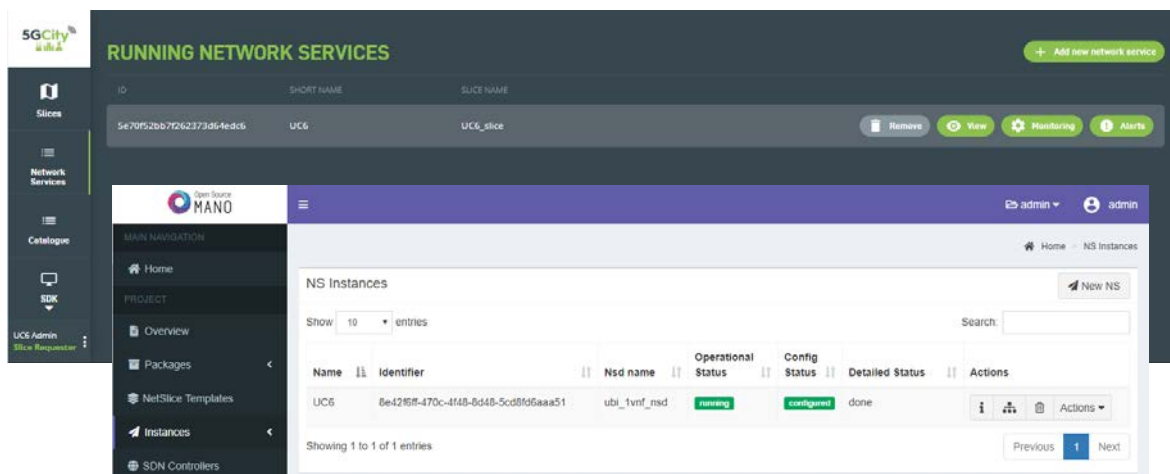 5GCity
RUNNING NETWORK SERVICES
+ Add new network service
ID SHORT NAME SLICE NAME
5e70f52bb7f262373d64edc6 UC6 UC6_slice Remove View Monitoring Alerts
Slices
Network
Services
Catalogue
SDK
UC6 Admin
Slice Requester
Open Source
MANO
admin admin
MAIN NAVIGATION
Home NS Instances
Home
PROJECT
Overview
Packages
NetSlice Templates
Instances
SDN Controllers
NS Instances
New NS
Show 10 entries
Search:
Name Identifier Nsd name Operational Status Config Status Detailed Status Actions
UC6 8e42f6ff-470c-4f48-8d48-5cd8fd6aaa51 ubi_1vnf_nsd running configured done Actions
Showing 1 to 1 of 1 entries
Previous 1 Next